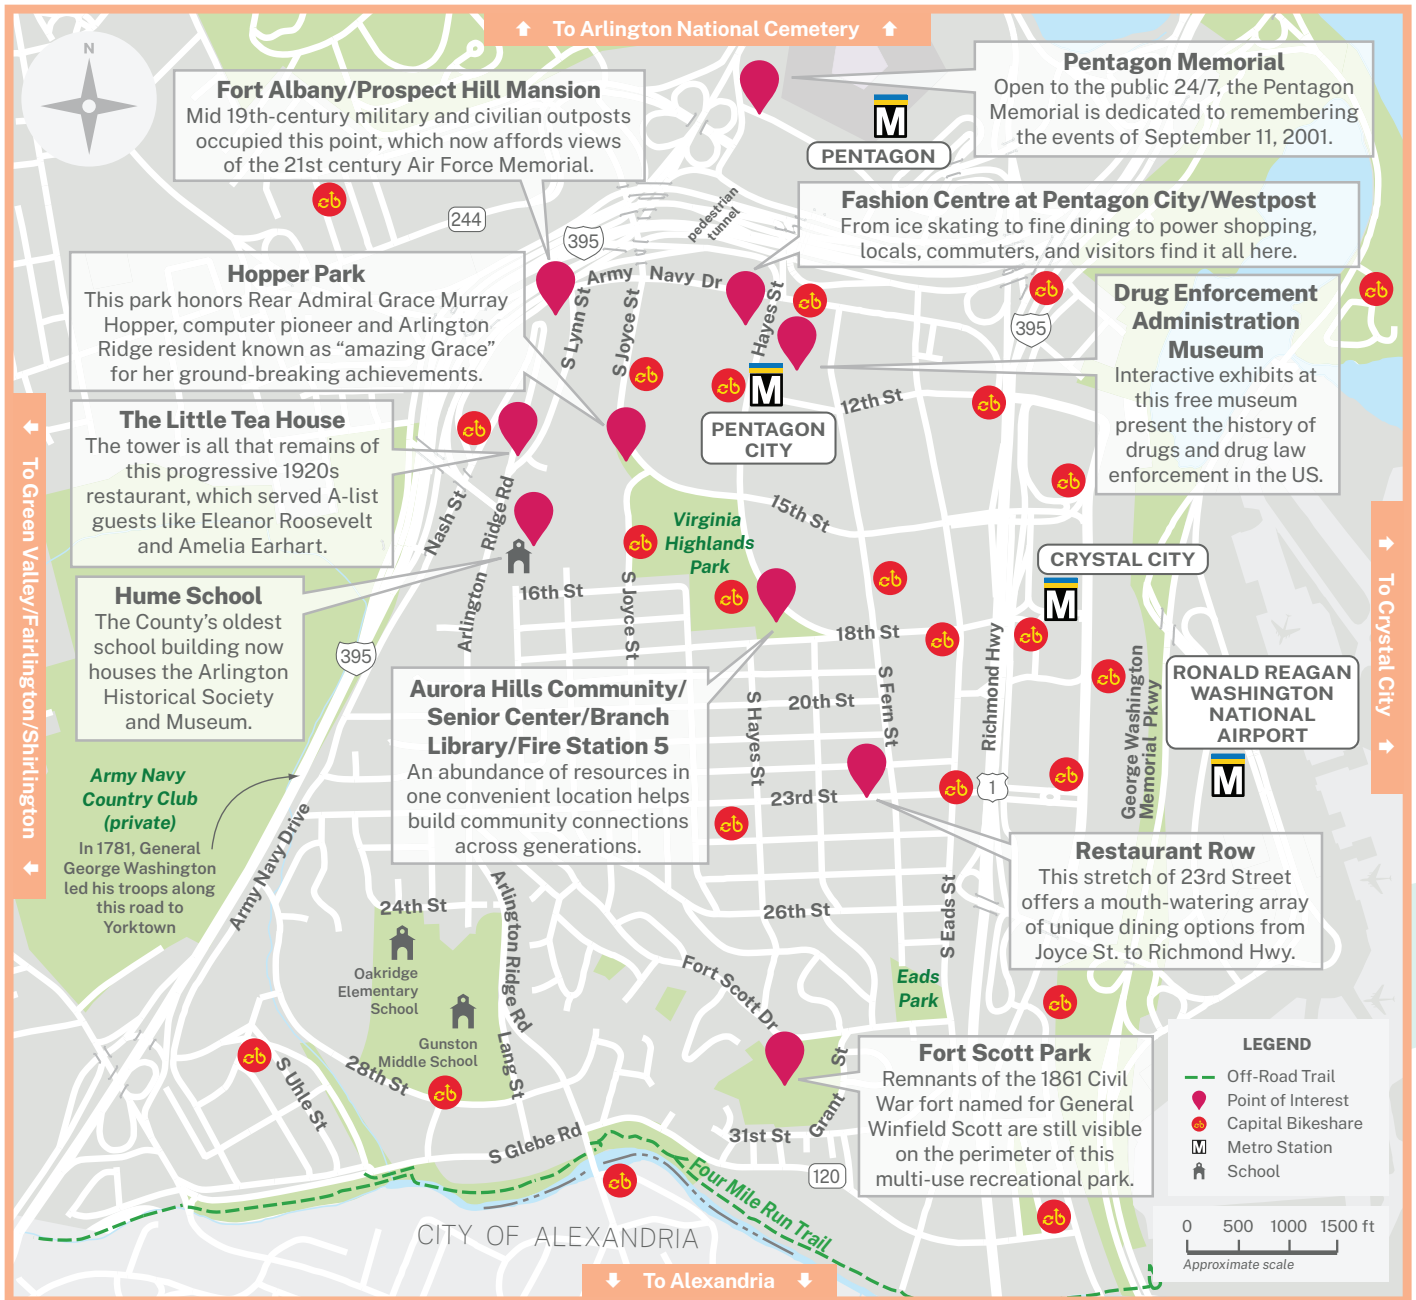 To Arlington National Cemetery
N
Fort Albany/Prospect Hill Mansion
Mid 19th-century military and civilian outposts
occupied this point, which now affords views
of the 21st century Air Force Memorial.
Pentagon Memorial
Open to the public 24/7, the Pentagon
Memorial is dedicated to remembering
the events of September 11, 2001.
M
PENTAGON
Fashion Centre at Pentagon City/Westpost
From ice skating to fine dining to power shopping,
locals, commuters, and visitors find it all here.
pedestrian
tunnel
244
395
Hopper Park
This park honors Rear Admiral Grace Murray
Hopper, computer pioneer and Arlington
Ridge resident known as “amazing Grace”
for her ground-breaking achievements.
Army Navy Dr
S Lynn St
S Joyce St
Hayes St
Drug Enforcement
Administration
Museum
Interactive exhibits at
this free museum
present the history of
drugs and drug law
enforcement in the US.
395
M
PENTAGON
CITY
12th St
The Little Tea House
The tower is all that remains of
this progressive 1920s
restaurant, which served A-list
guests like Eleanor Roosevelt
and Amelia Earhart.
To Green Valley/Fairlington/Shirlington
Nash St
Arlington Ridge Rd
15th St
Virginia
Highlands
Park
CRYSTAL CITY
M
To Crystal City
Hume School
The County’s oldest
school building now
houses the Arlington
Historical Society
and Museum.
16th St
S Joyce St
18th St
395
Richmond Hwy
George Washington
Memorial Pkwy
RONALD REAGAN
WASHINGTON
NATIONAL
AIRPORT
M
Aurora Hills Community/
Senior Center/Branch
Library/Fire Station 5
An abundance of resources in
one convenient location helps
build community connections
across generations.
S Hayes St
20th St
S Fern St
23rd St
1
Army Navy
Country Club
(private)
In 1781, General
George Washington
led his troops along
this road to
Yorktown
Army Navy Drive
Restaurant Row
This stretch of 23rd Street
offers a mouth-watering array
of unique dining options from
Joyce St. to Richmond Hwy.
24th St
Arlington Ridge Rd
26th St
S Eads St
Oakridge
Elementary
School
Gunston
Middle School
Fort Scott Dr
Eads
Park
Lang St
28th St
S Uhle St
Grant St
31st St
S Glebe Rd
120
Fort Scott Park
Remnants of the 1861 Civil
War fort named for General
Winfield Scott are still visible
on the perimeter of this
multi-use recreational park.
LEGEND
Off-Road Trail
Point of Interest
cb Capital Bikeshare
M Metro Station
School
Four Mile Run Trail
CITY OF ALEXANDRIA
0 500 1000 1500 ft
Approximate scale
To Alexandria